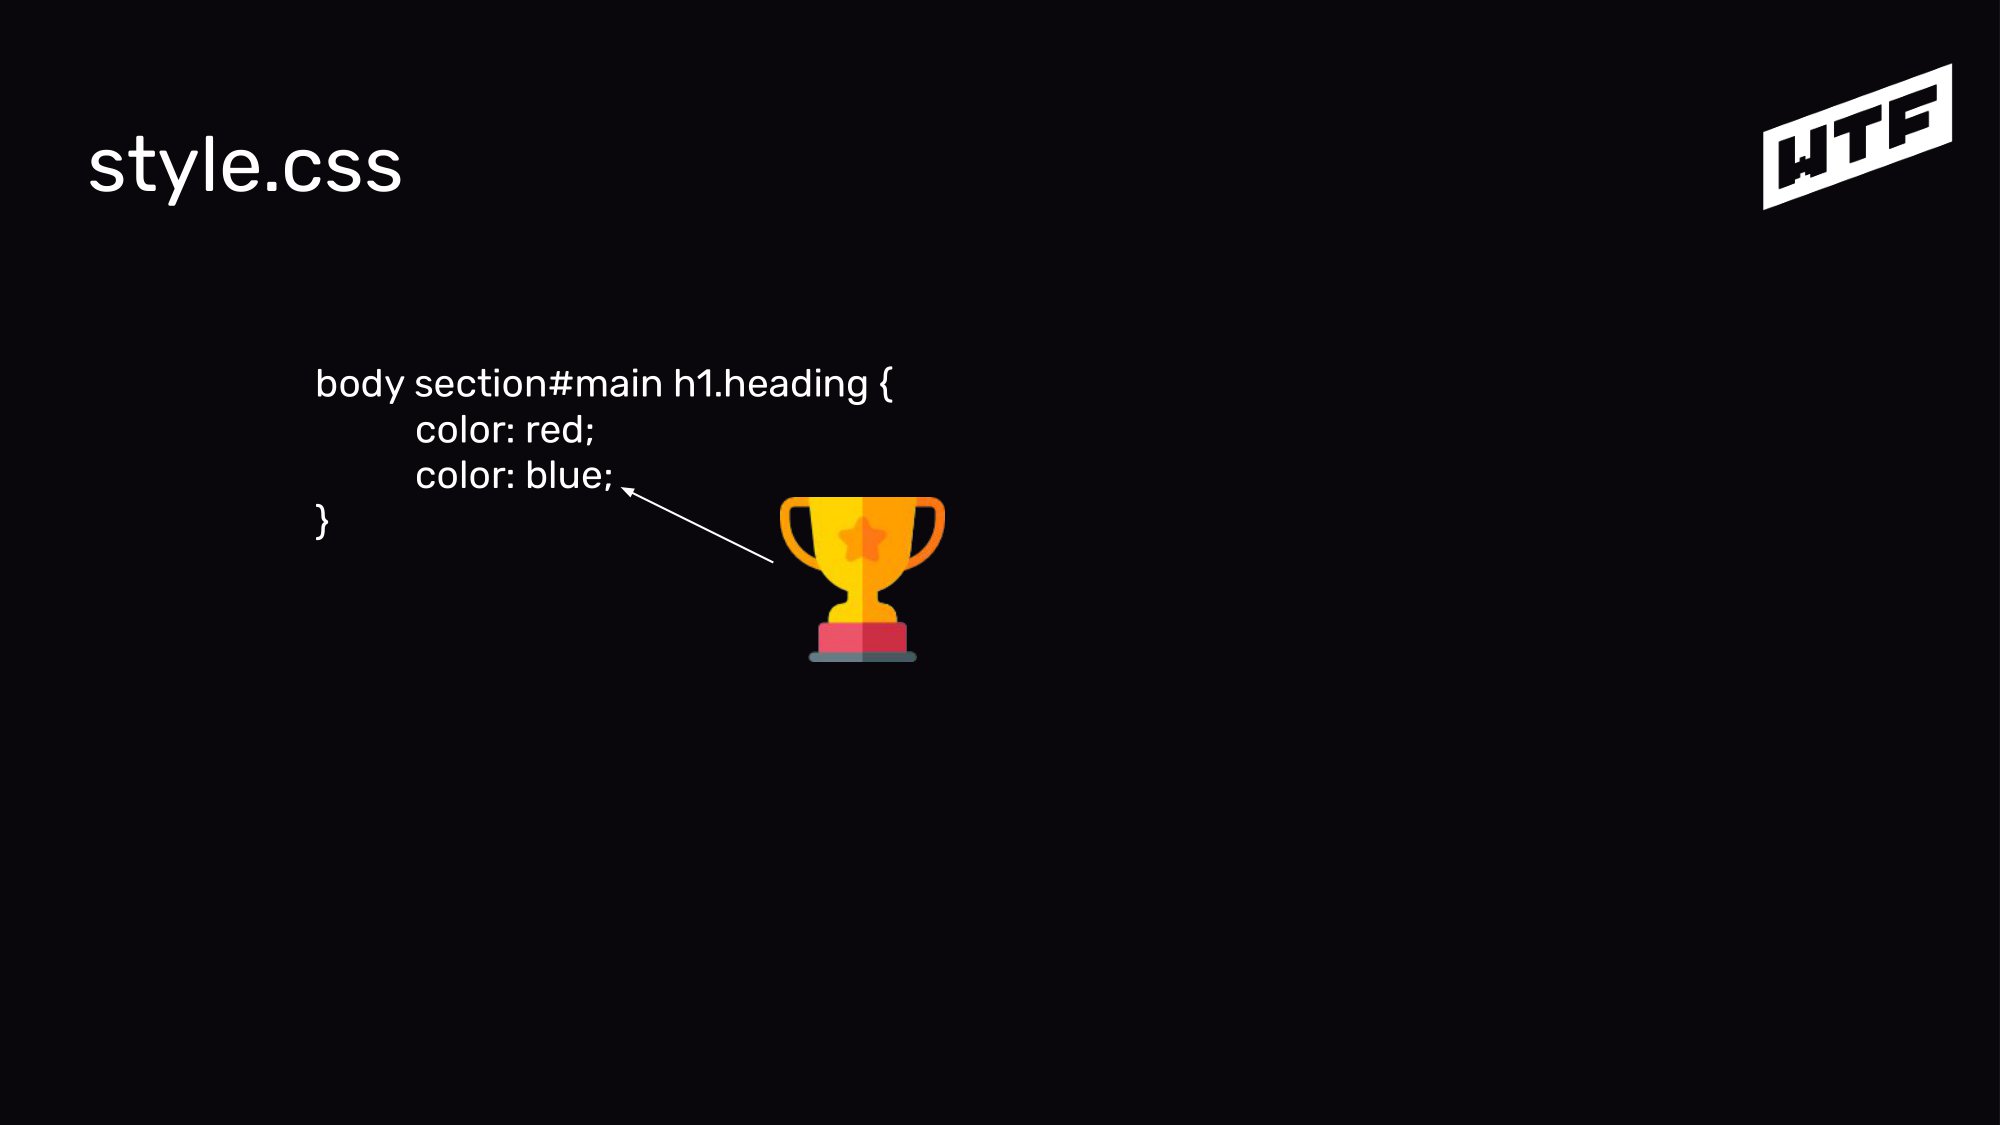 style.css
WTF
body section#main h1.heading {
color: red;
color: blue;
}